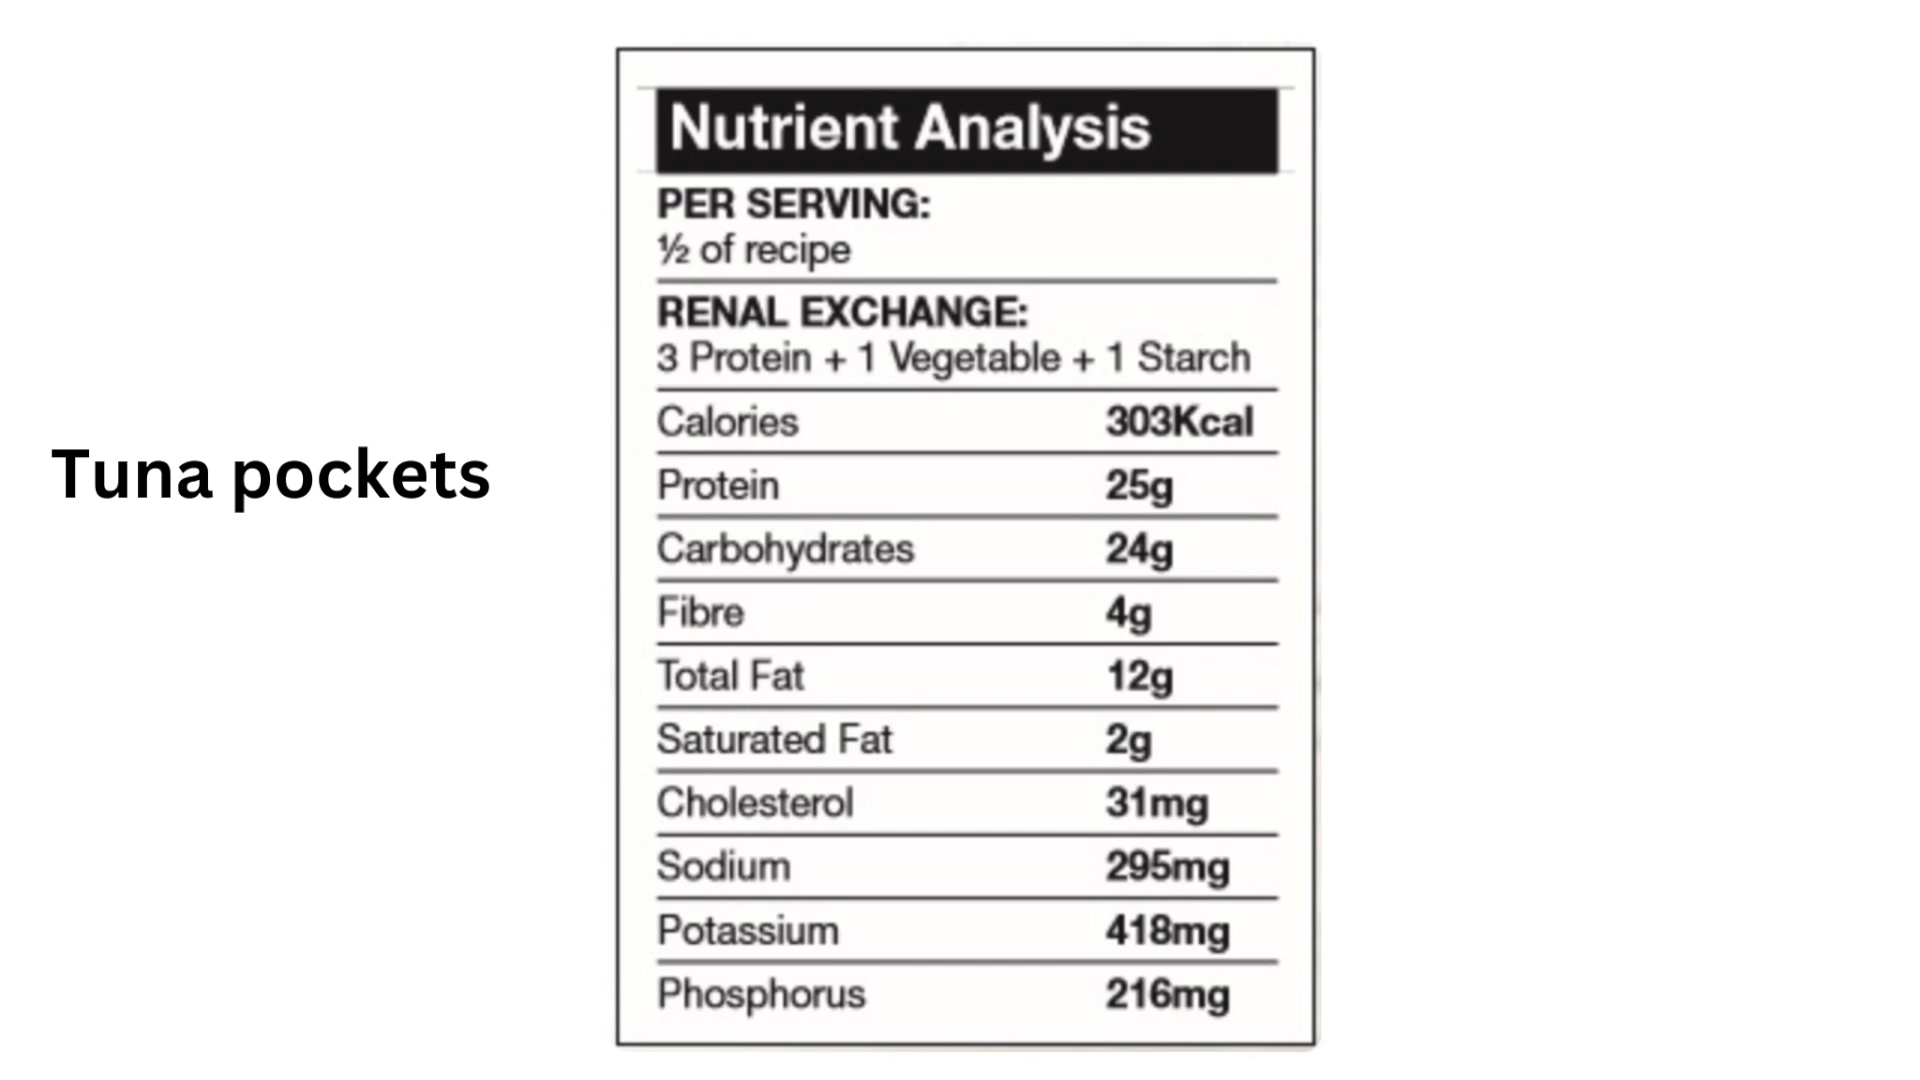 Tuna pockets
Nutrient Analysis
PER SERVING:
½ of recipe
RENAL EXCHANGE:
3 Protein + 1 Vegetable + 1 Starch
Calories 303Kcal
Protein 25g
Carbohydrates 24g
Fibre 4g
Total Fat 12g
Saturated Fat 2g
Cholesterol 31mg
Sodium 295mg
Potassium 418mg
Phosphorus 216mg